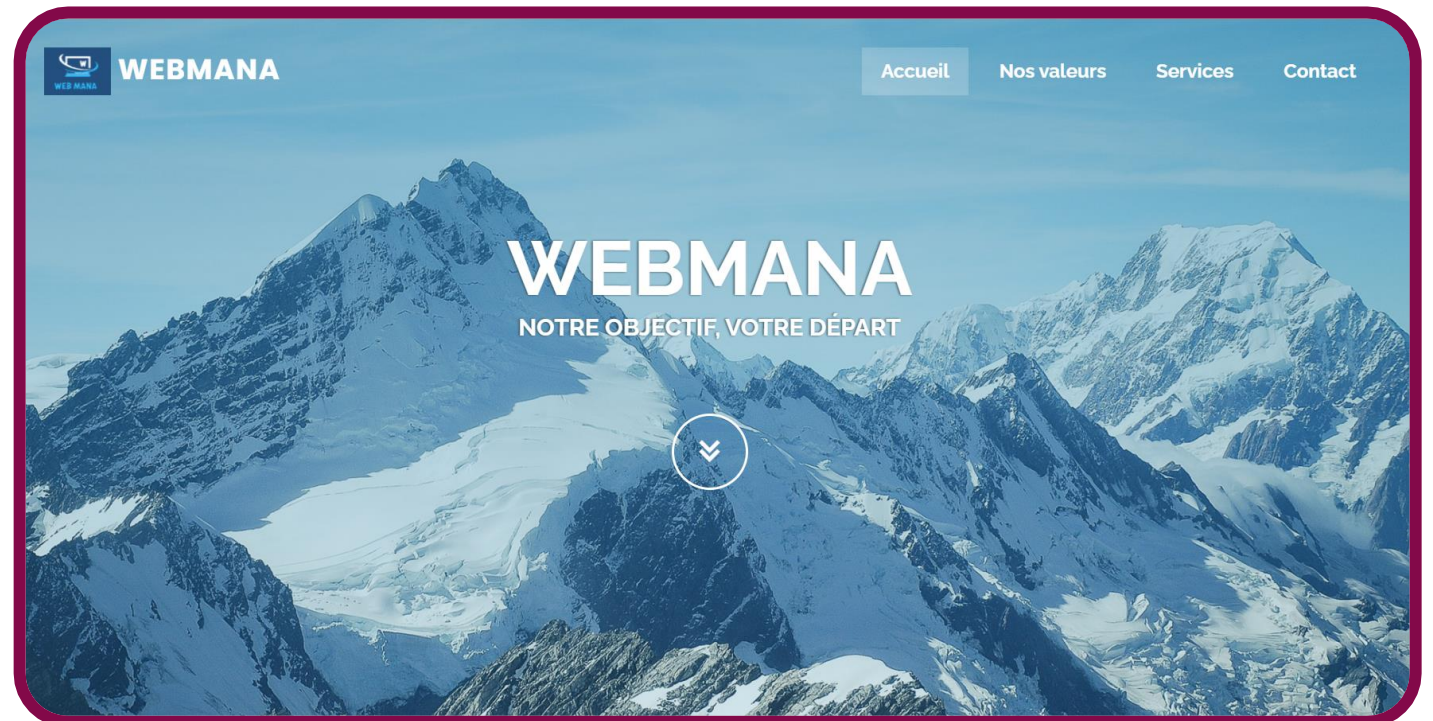 WEB MANA
WEBMANA
Accueil
Nos valeurs
Services
Contact
WEBMANA
NOTRE OBJECTIF, VOTRE DÉPART